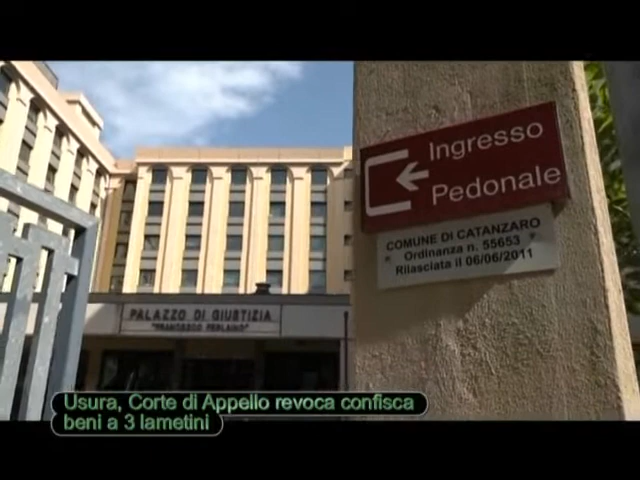 Ingresso
Pedonale
COMUNE DI CATANZARO
Ordinanza n. 55653
Rilasciata il 06/06/2011
PALAZZO DI GIUSTIZIA
"FRANCESCO FERLAINO"
Usura, Corte di Appello revoca confisca
beni a 3 lametini